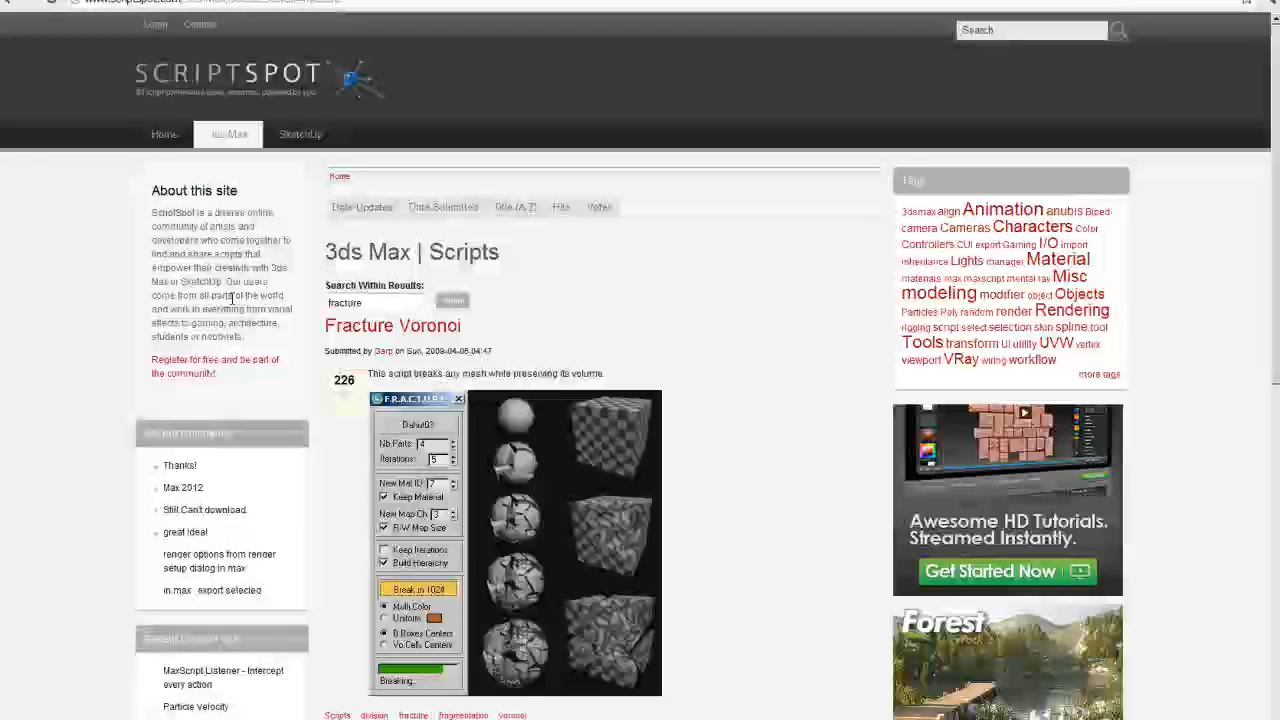 www.scriptspot.com
Login
Contact
Search
SCRIPTSPOT
Home
3ds Max
SketchUp
About this site
ScriptSpot is a diverse online
community of artists and
developers who come together to
find and share scripts that
empower their creativity with 3ds
Max or SketchUp. Our users
come from all parts of the world
and work in everything from visual
effects to gaming, architecture,
students or hobbyists.
Register for free and be part of
the community!
Thanks!
Max 2012
Still Can't download.
great idea!
render options from render
setup dialog in max
in max export selected
MaxScript Listener - Intercept
every action
Particle velocity
Home
Date Updated
Date Submitted
Title (A-Z)
Hits
Votes
3ds Max | Scripts
Search Within Results:
fracture
Fracture Voronoi
Submitted by Garp on Sun, 2009-04-05 04:47
226
This script breaks any mesh while preserving its volume.
Nb Parts: 4
Iterations: 5
New Mat ID: 7
Keep Material
New Map Ch: 3
R/W Map Size
Keep Iterations
Build Hierarchy
Break in 1024
Multi Color
Uniform
B.Boxes Centers
Vo.Cells Centers
Breaking...
Scripts division fracture fragmentation voronoi
Tags
3dsmax align Animation anubiS Biped
camera Cameras Characters Color
Controllers CUI export Gaming I/O import
inheritance Lights manager Material
materials max maxscript mental ray Misc
modeling modifier object Objects
Particles Poly random render Rendering
rigging script select selection skin spline tool
Tools transform UI utility UVW vertex
viewport VRay wiring workflow
more tags
Awesome HD Tutorials.
Streamed Instantly.
Get Started Now
Forest
Pack